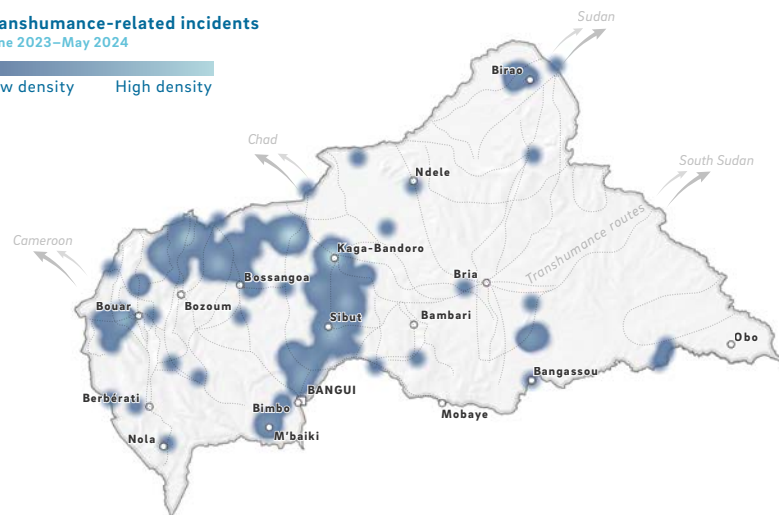 anshumance-related incidents
ne 2023–May 2024
w density High density
Sudan
Birao
Chad
Ndele
South Sudan
Transhumance routes
Cameroon
Kaga-Bandoro
Bossangoa
Bria
Bouar
Bozoum
Sibut
Bambari
Obo
Bangassou
BANGUI
Berbérati
Bimbo
Mobaye
M'baiki
Nola